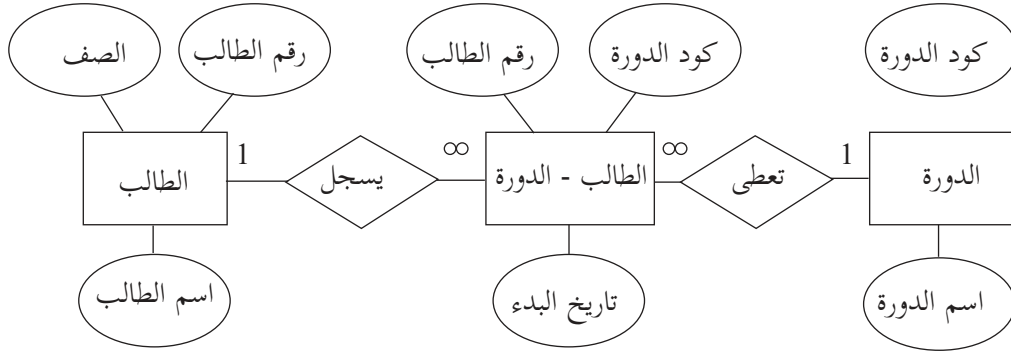 كود الدورة
كود الدورة
رقم الطالب
رقم الطالب
الصف
الدورة
1
تعطى
∞
الطالب - الدورة
∞
يسجل
1
الطالب
اسم الدورة
تاريخ البدء
اسم الطالب